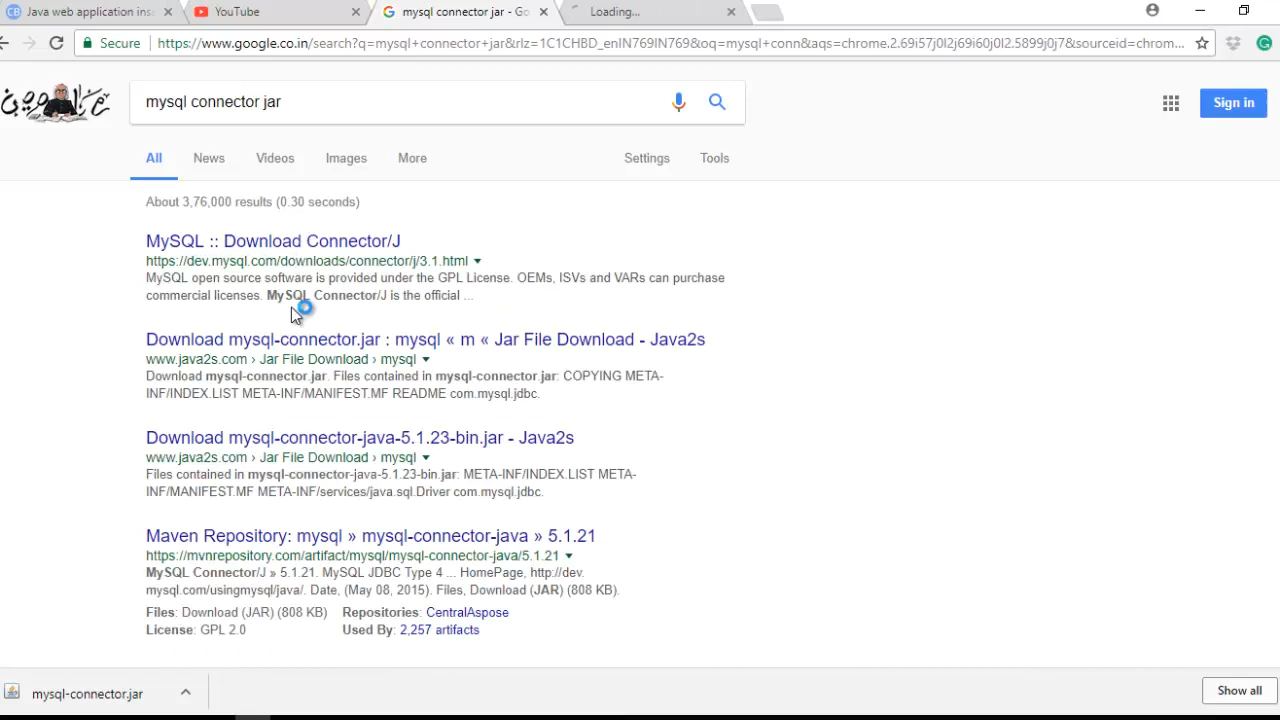 Java web application ins
YouTube
mysql connector jar - Go
Loading...
Secure
https://www.google.co.in/search?q=mysql+connector+jar&rlz=1C1CHBD_enIN769IN769&oq=mysql+conn&aqs=chrome.2.69i57j0l2j69i60j0l2.5899j0j7&sourceid=chrom...
mysql connector jar
Sign in
All News Videos Images More Settings Tools
About 3,76,000 results (0.30 seconds)
MySQL :: Download Connector/J
https://dev.mysql.com/downloads/connector/j/3.1.html
MySQL open source software is provided under the GPL License. OEMs, ISVs and VARs can purchase
commercial licenses. MySQL Connector/J is the official ...
Download mysql-connector.jar : mysql « m « Jar File Download - Java2s
www.java2s.com › Jar File Download › mysql
Download mysql-connector.jar. Files contained in mysql-connector.jar: COPYING META-
INF/INDEX.LIST META-INF/MANIFEST.MF README com.mysql.jdbc.
Download mysql-connector-java-5.1.23-bin.jar - Java2s
www.java2s.com › Jar File Download › mysql
Files contained in mysql-connector-java-5.1.23-bin.jar: META-INF/INDEX.LIST META-
INF/MANIFEST.MF META-INF/services/java.sql.Driver com.mysql.jdbc.
Maven Repository: mysql » mysql-connector-java » 5.1.21
https://mvnrepository.com/artifact/mysql/mysql-connector-java/5.1.21
MySQL Connector/J » 5.1.21. MySQL JDBC Type 4 ... HomePage, http://dev.
mysql.com/usingmysql/java/. Date, (May 08, 2015). Files, Download (JAR) (808 KB).
Files: Download (JAR) (808 KB) Repositories: CentralAspose
License: GPL 2.0 Used By: 2,257 artifacts
mysql-connector.jar
Show all